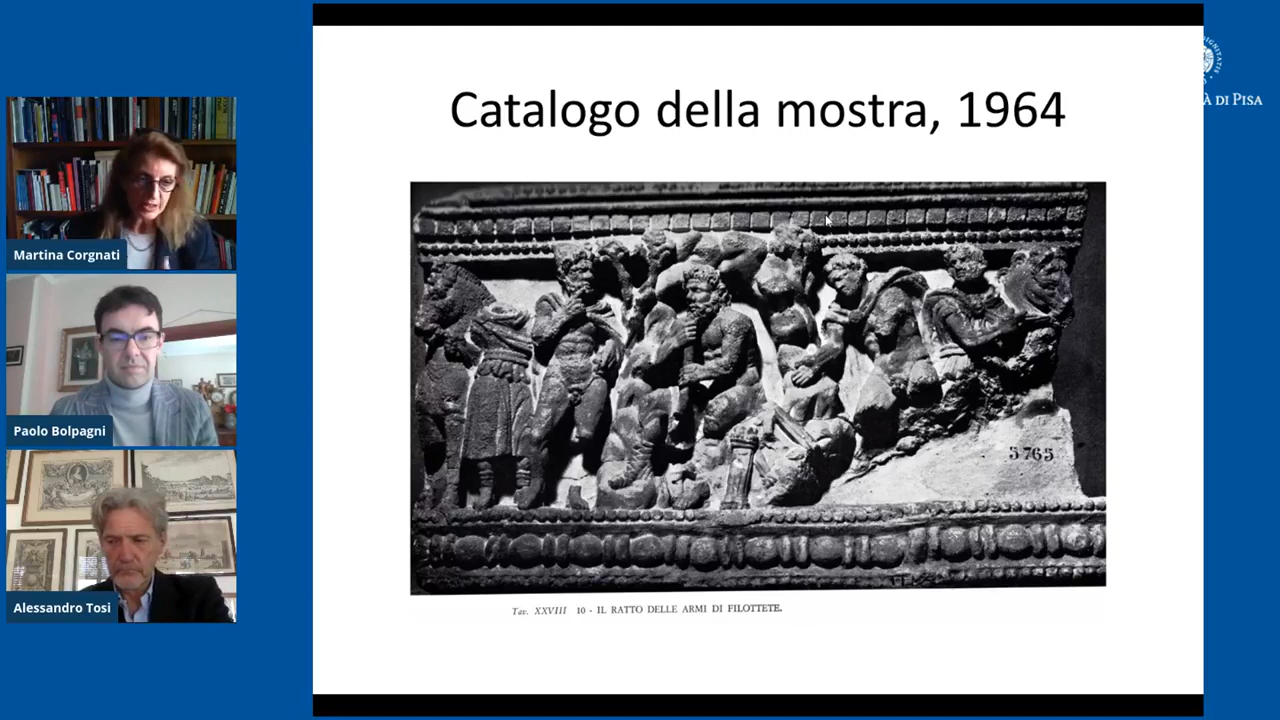 Catalogo della mostra, 1964
DIGNITATIS
À DI PISA
Martina Corgnati
Paolo Bolpagni
Alessandro Tosi
5765
Tav. XXVIII 10 - IL RATTO DELLE ARMI DI FILOTTETE.